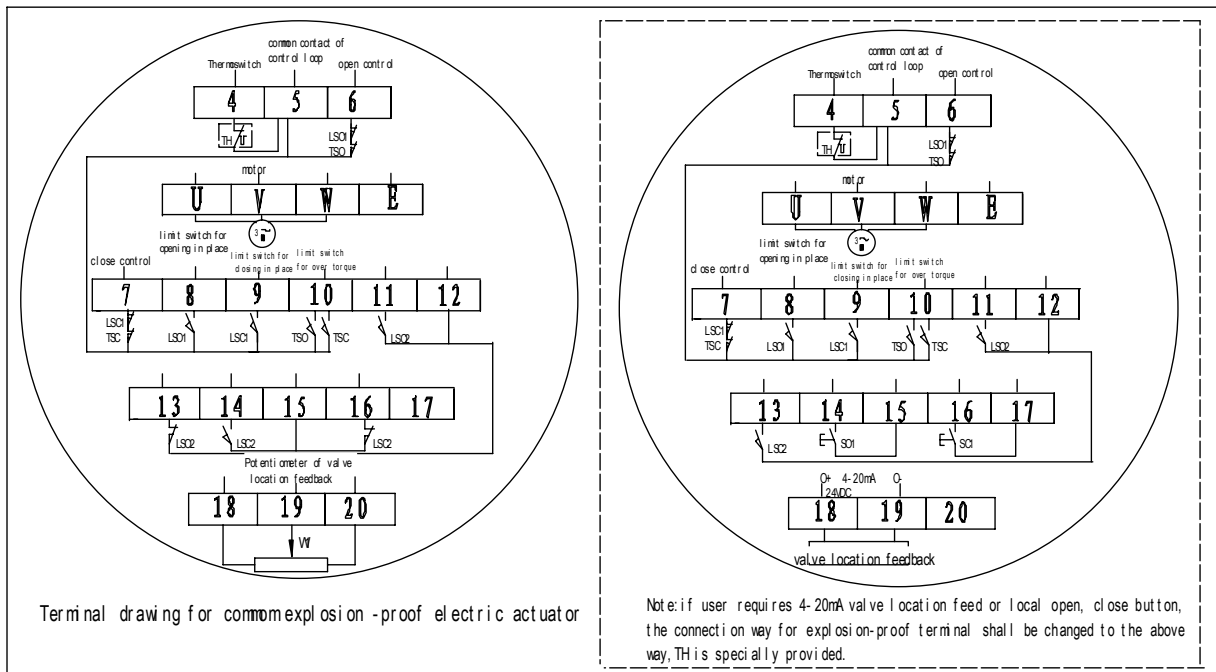 common contact of
control loop
Thermoswitch
open control
4 5 6
TH
LSO1
TSO
motor
U V W E
3~
limit switch for
opening in place
limit switch for
closing in place
limit switch
for over torque
close control
7 8 9 10 11 12
LSC1
TSC
LSO1
LSC1
TSO
TSC
LSO2
13 14 15 16 17
LSO2
LSC2
LSC2
Potentiometer of valve
location feedback
18 19 20
Terminal drawing for commom explosion -proof electric actuator
common contact of
control loop
Thermoswitch
open control
4 5 6
TH
LSO1
TSO
motor
U V W E
3~
limit switch for
opening in place
limit switch for
closing in place
limit switch
for over torque
close control
7 8 9 10 11 12
LSC1
TSC
LSO1
LSC1
TSO
TSC
LSO2
13 14 15 16 17
LSC2
SO1
SC1
O+ 4-20mA O-
24VDC
18 19 20
valve location feedback
Note:if user requires 4-20mA valve location feed or local open, close button,
the connection way for explosion-proof terminal shall be changed to the above
way,TH is specially provided.